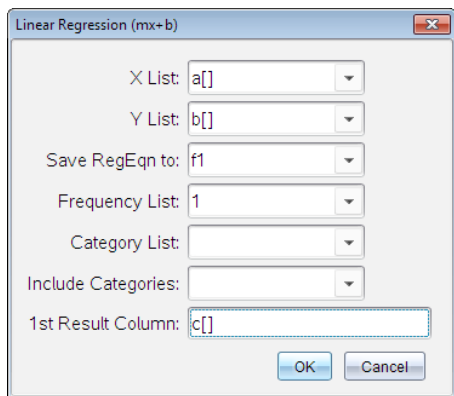 Linear Regression (mx+b)
X List: a[]
Y List: b[]
Save RegEqn to: f1
Frequency List: 1
Category List:
Include Categories:
1st Result Column: c[]
OK Cancel